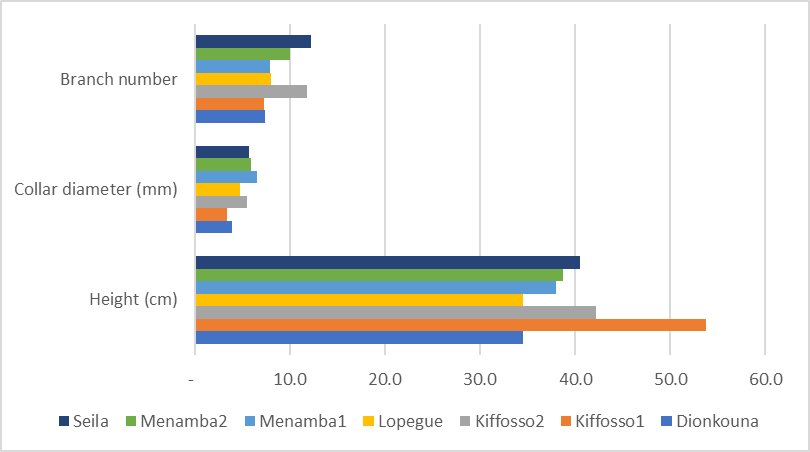 Branch number
Collar diameter (mm)
Height (cm)
- 10.0 20.0 30.0 40.0 50.0 60.0
Seila Menamba2 Menamba1 Lopegue Kiffosso2 Kiffosso1 Dionkouna